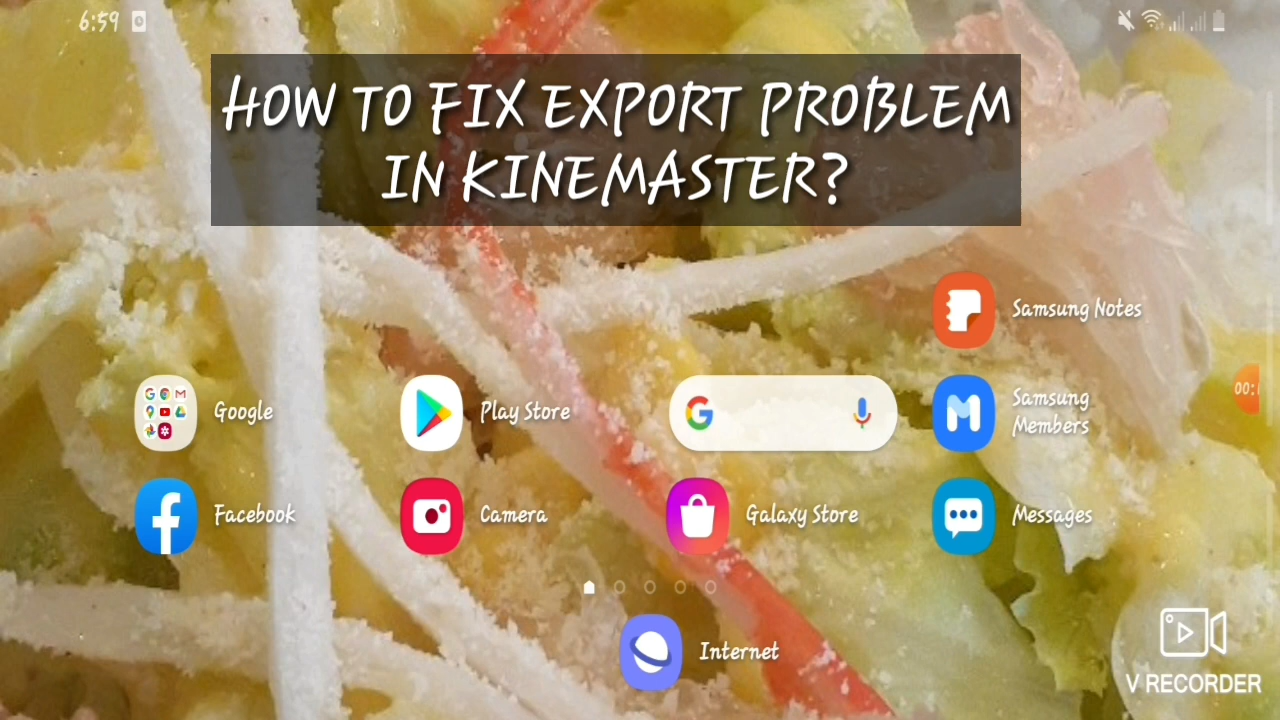 6:59
HOW TO FIX EXPORT PROBLEM
IN KINEMASTER?
Samsung Notes
Google
Play Store
G
Samsung
Members
00:
Facebook
Camera
Galaxy Store
Messages
Internet
V RECORDER